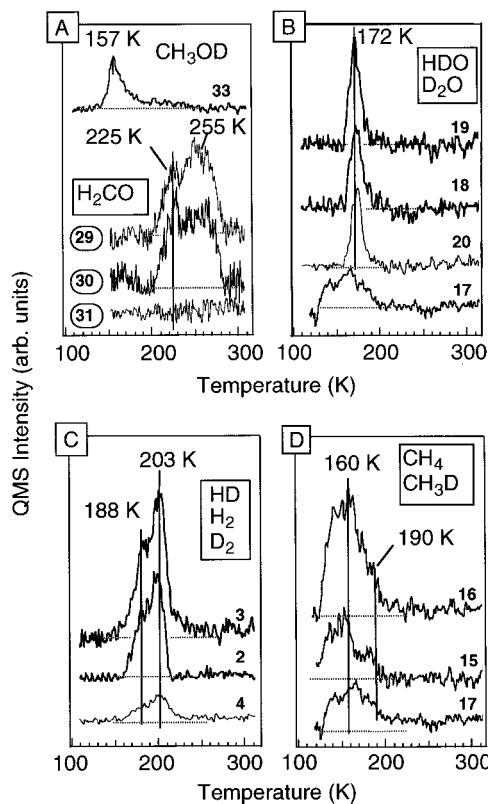 QMS Intensity (arb. units)
A
157 K
CH₃OD
33
225 K
255 K
H₂CO
29
30
31
100
200
300
Temperature (K)
B
172 K
HDO
D₂O
19
18
20
17
100
200
300
Temperature (K)
C
203 K
188 K
HD
H₂
D₂
3
2
4
100
200
300
Temperature (K)
D
160 K
CH₄
CH₃D
190 K
16
15
17
100
200
300
Temperature (K)